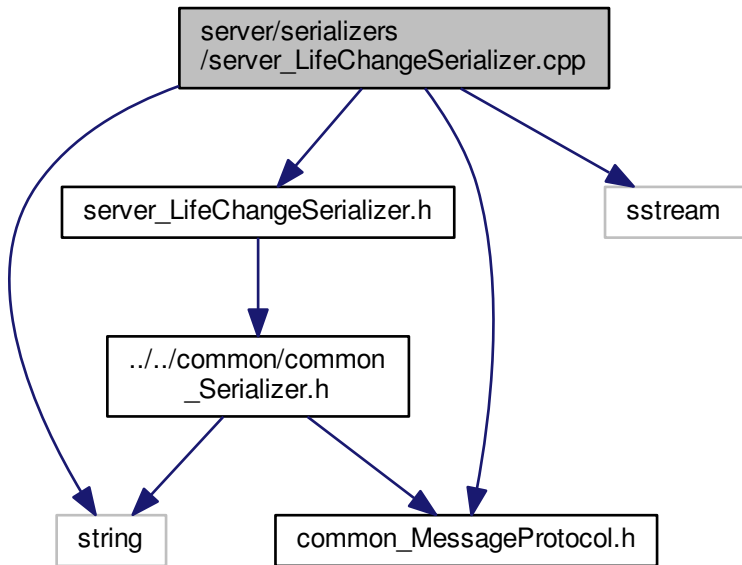 server/serializers
/server_LifeChangeSerializer.cpp
server_LifeChangeSerializer.h
sstream
../../common/common
_Serializer.h
string
common_MessageProtocol.h